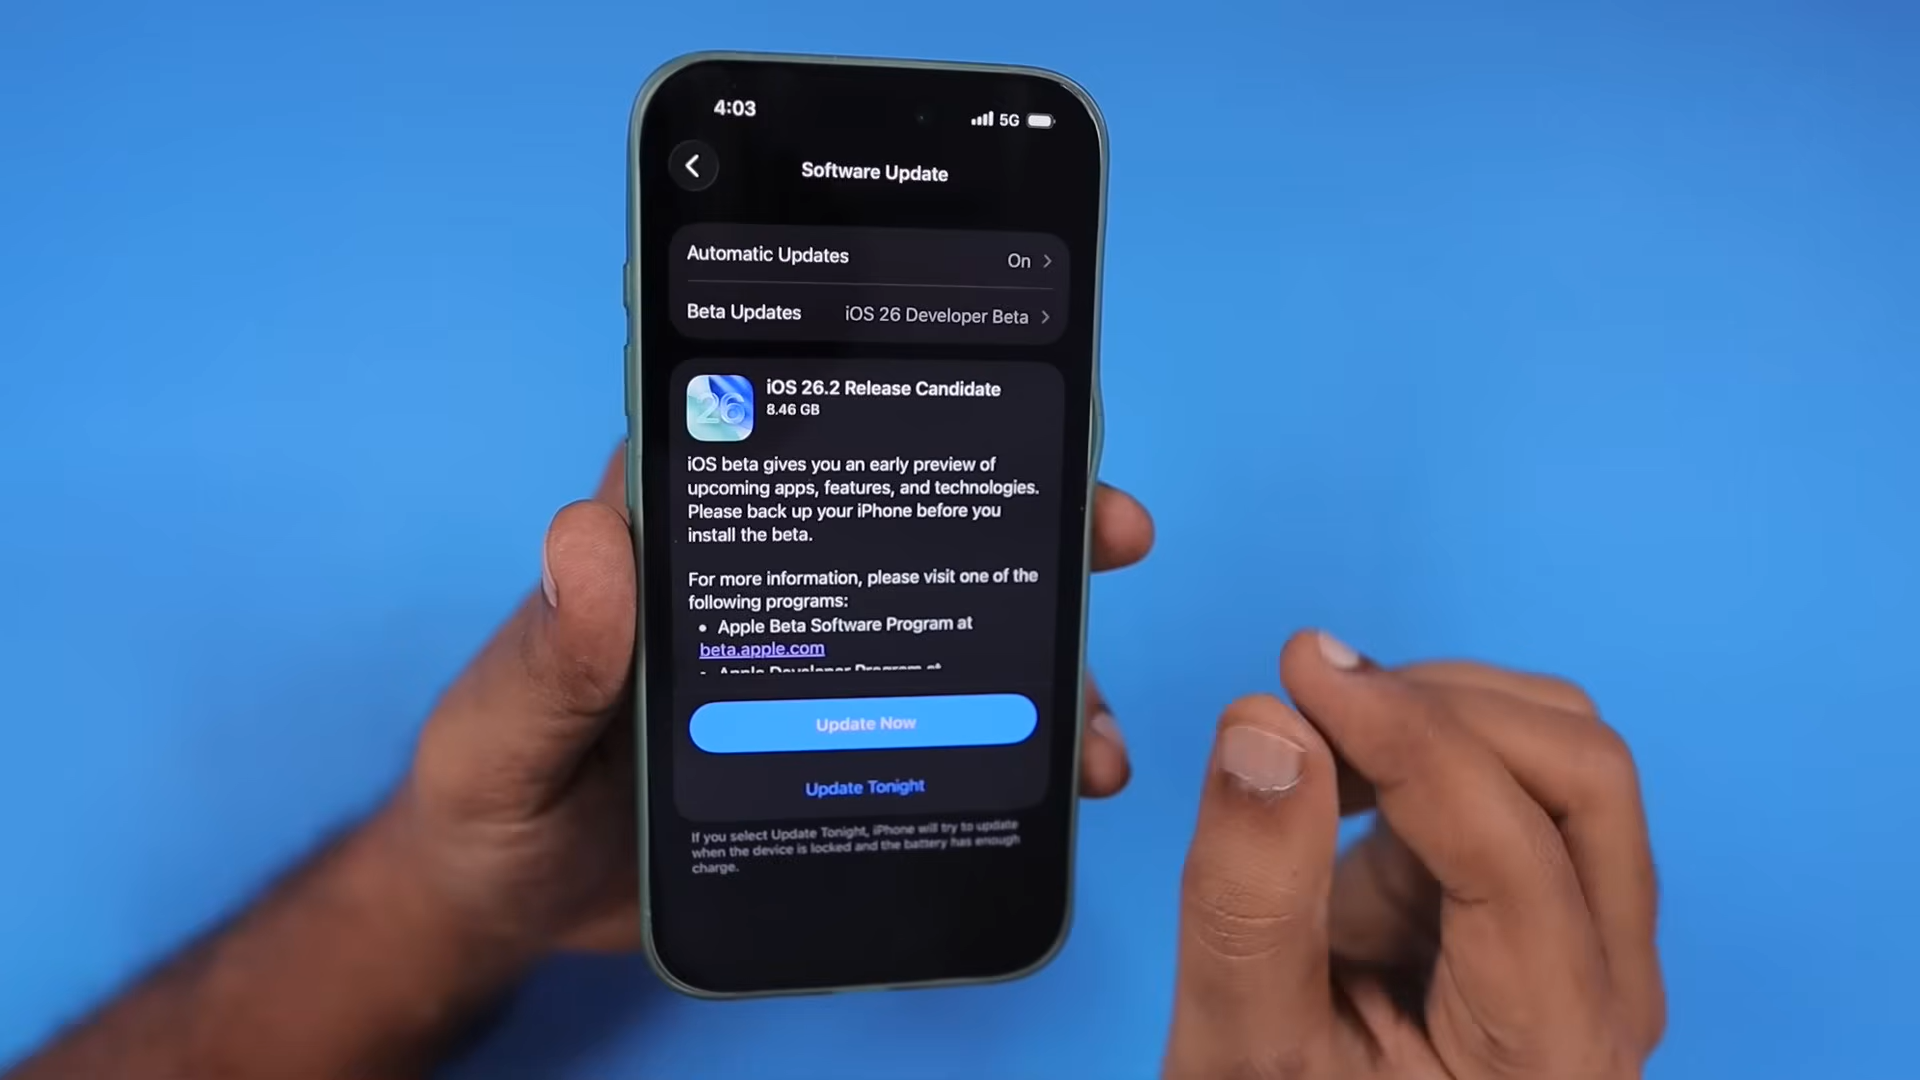 4:03
5G
Software Update
Automatic Updates On
Beta Updates iOS 26 Developer Beta
26
iOS 26.2 Release Candidate
8.46 GB
iOS beta gives you an early preview of
upcoming apps, features, and technologies.
Please back up your iPhone before you
install the beta.
For more information, please visit one of the
following programs:
• Apple Beta Software Program at
beta.apple.com
• Apple Developer Program at
Update Now
Update Tonight
If you select Update Tonight, iPhone will try to update
when the device is locked and the battery has enough
charge.